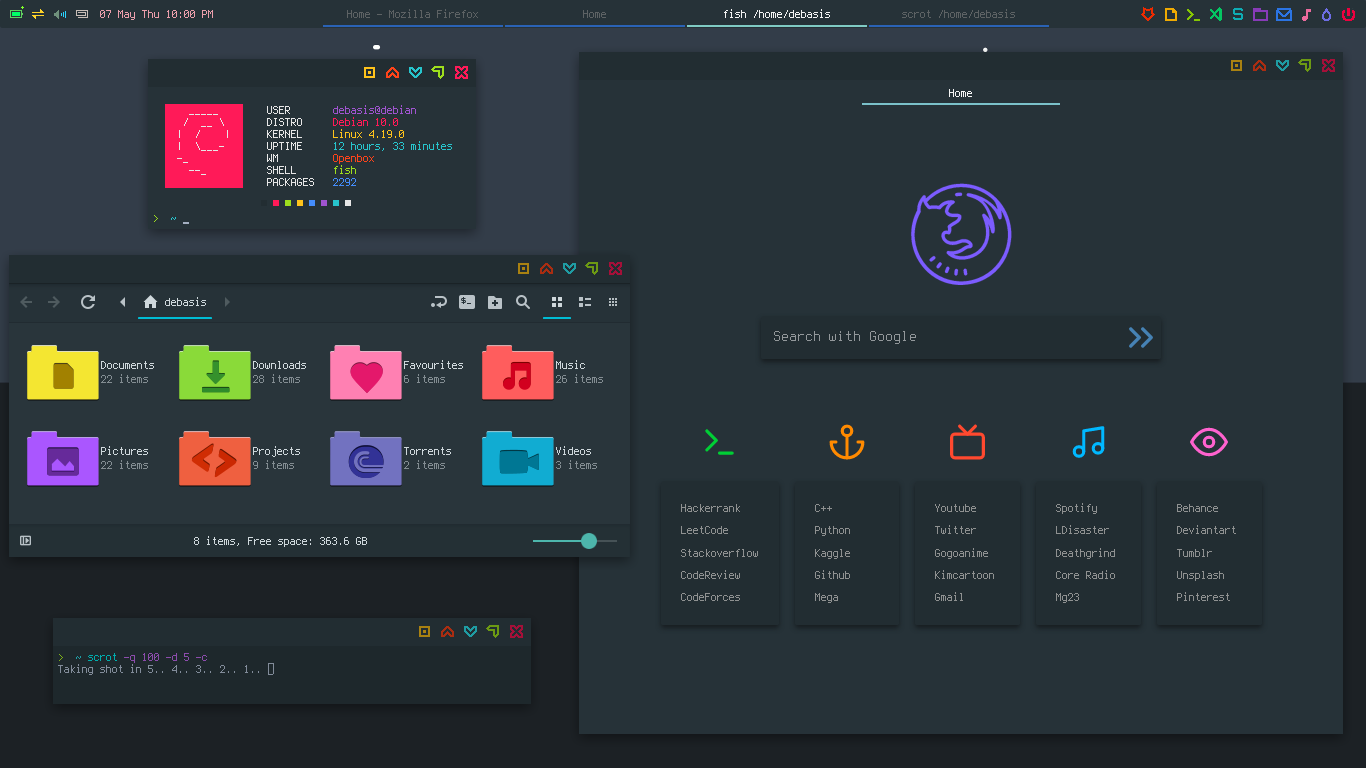 07 May Thu 10:00 PM
Home - Mozilla Firefox
Home
fish /home/debasis
scrot /home/debasis
USER debasis@debian
DISTRO Debian 10.0
KERNEL Linux 4.19.0
UPTIME 12 hours, 33 minutes
WM Openbox
SHELL fish
PACKAGES 2292
> ~ _
debasis
Documents
22 items
Downloads
28 items
Favourites
6 items
Music
26 items
Pictures
22 items
Projects
9 items
Torrents
2 items
Videos
3 items
8 items, Free space: 363.6 GB
> ~ scrot -q 100 -d 5 -c
Taking shot in 5.. 4.. 3.. 2.. 1..
Home
Search with Google
Hackerrank
LeetCode
Stackoverflow
CodeReview
CodeForces
C++
Python
Kaggle
Github
Mega
Youtube
Twitter
Gogoanime
Kimcartoon
Gmail
Spotify
LDisaster
Deathgrind
Core Radio
Mg23
Behance
Deviantart
Tumblr
Unsplash
Pinterest